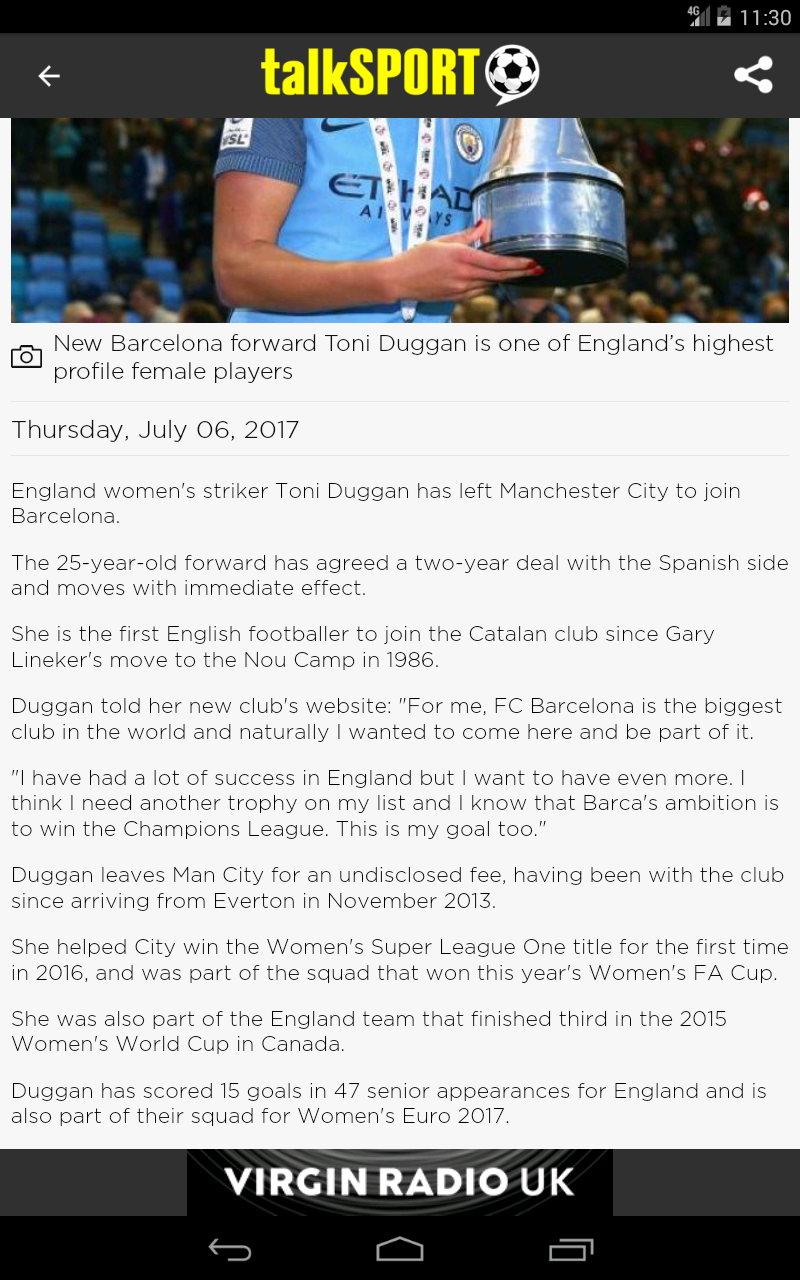 4G 11:30
talkSPORT
WSL
ETIHAD
AIRWAYS
New Barcelona forward Toni Duggan is one of England’s highest
profile female players
Thursday, July 06, 2017
England women's striker Toni Duggan has left Manchester City to join
Barcelona.
The 25-year-old forward has agreed a two-year deal with the Spanish side
and moves with immediate effect.
She is the first English footballer to join the Catalan club since Gary
Lineker's move to the Nou Camp in 1986.
Duggan told her new club's website: "For me, FC Barcelona is the biggest
club in the world and naturally I wanted to come here and be part of it.
"I have had a lot of success in England but I want to have even more. I
think I need another trophy on my list and I know that Barca's ambition is
to win the Champions League. This is my goal too."
Duggan leaves Man City for an undisclosed fee, having been with the club
since arriving from Everton in November 2013.
She helped City win the Women's Super League One title for the first time
in 2016, and was part of the squad that won this year's Women's FA Cup.
She was also part of the England team that finished third in the 2015
Women's World Cup in Canada.
Duggan has scored 15 goals in 47 senior appearances for England and is
also part of their squad for Women's Euro 2017.
VIRGIN RADIO UK